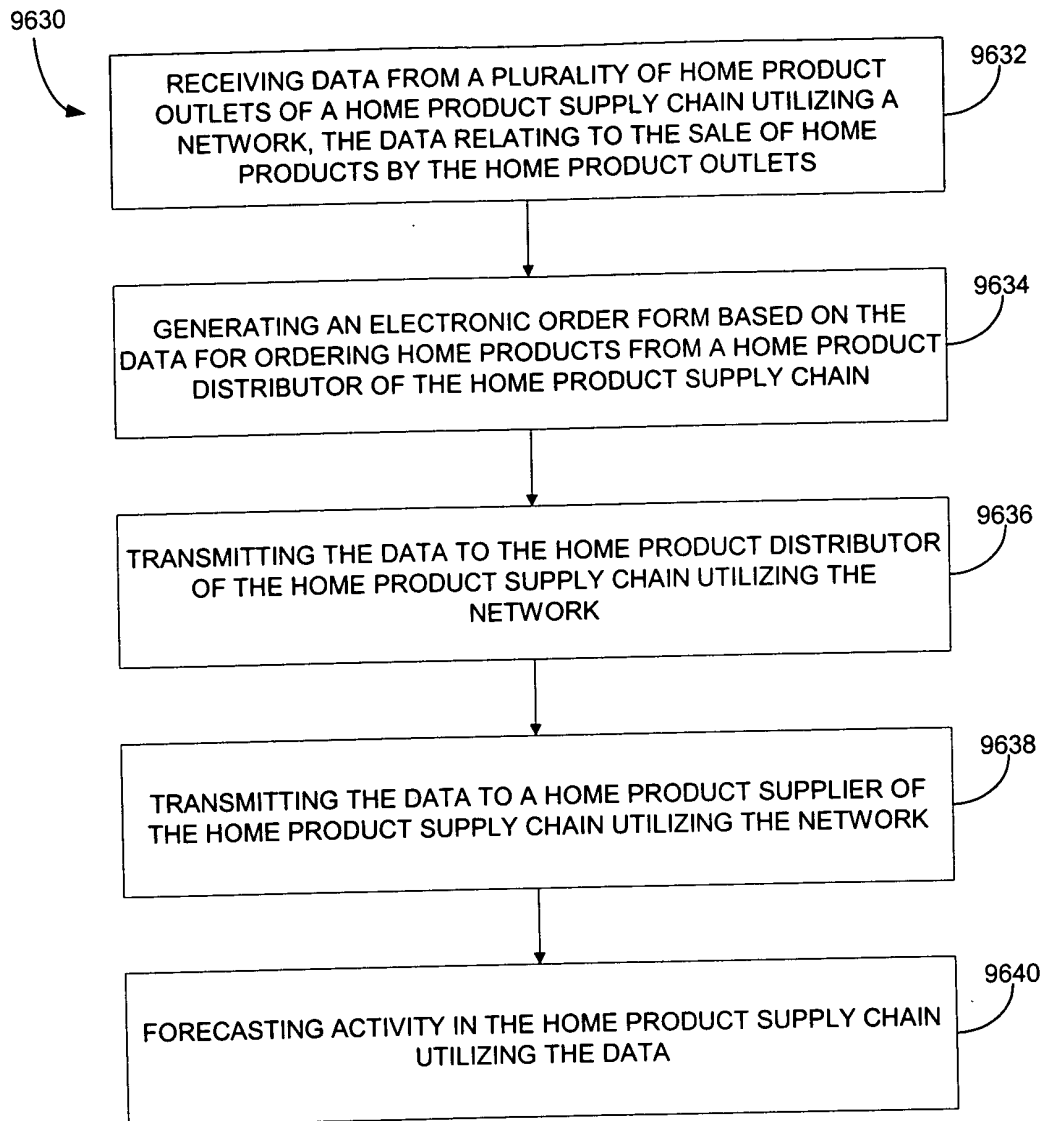 9630
9632
RECEIVING DATA FROM A PLURALITY OF HOME PRODUCT
OUTLETS OF A HOME PRODUCT SUPPLY CHAIN UTILIZING A
NETWORK, THE DATA RELATING TO THE SALE OF HOME
PRODUCTS BY THE HOME PRODUCT OUTLETS
9634
GENERATING AN ELECTRONIC ORDER FORM BASED ON THE
DATA FOR ORDERING HOME PRODUCTS FROM A HOME PRODUCT
DISTRIBUTOR OF THE HOME PRODUCT SUPPLY CHAIN
9636
TRANSMITTING THE DATA TO THE HOME PRODUCT DISTRIBUTOR
OF THE HOME PRODUCT SUPPLY CHAIN UTILIZING THE
NETWORK
9638
TRANSMITTING THE DATA TO A HOME PRODUCT SUPPLIER OF
THE HOME PRODUCT SUPPLY CHAIN UTILIZING THE NETWORK
9640
FORECASTING ACTIVITY IN THE HOME PRODUCT SUPPLY CHAIN
UTILIZING THE DATA